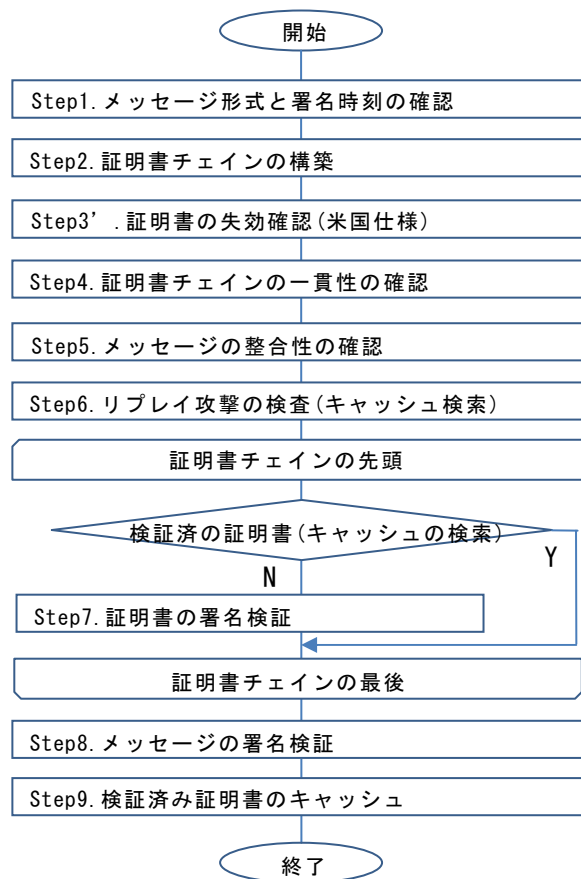 開始
Step1.メッセージ形式と署名時刻の確認
Step2.証明書チェインの構築
Step3’.証明書の失効確認(米国仕様)
Step4.証明書チェインの一貫性の確認
Step5.メッセージの整合性の確認
Step6.リプレイ攻撃の検査(キャッシュ検索)
証明書チェインの先頭
検証済の証明書(キャッシュの検索)
Y
N
Step7.証明書の署名検証
証明書チェインの最後
Step8.メッセージの署名検証
Step9.検証済み証明書のキャッシュ
終了